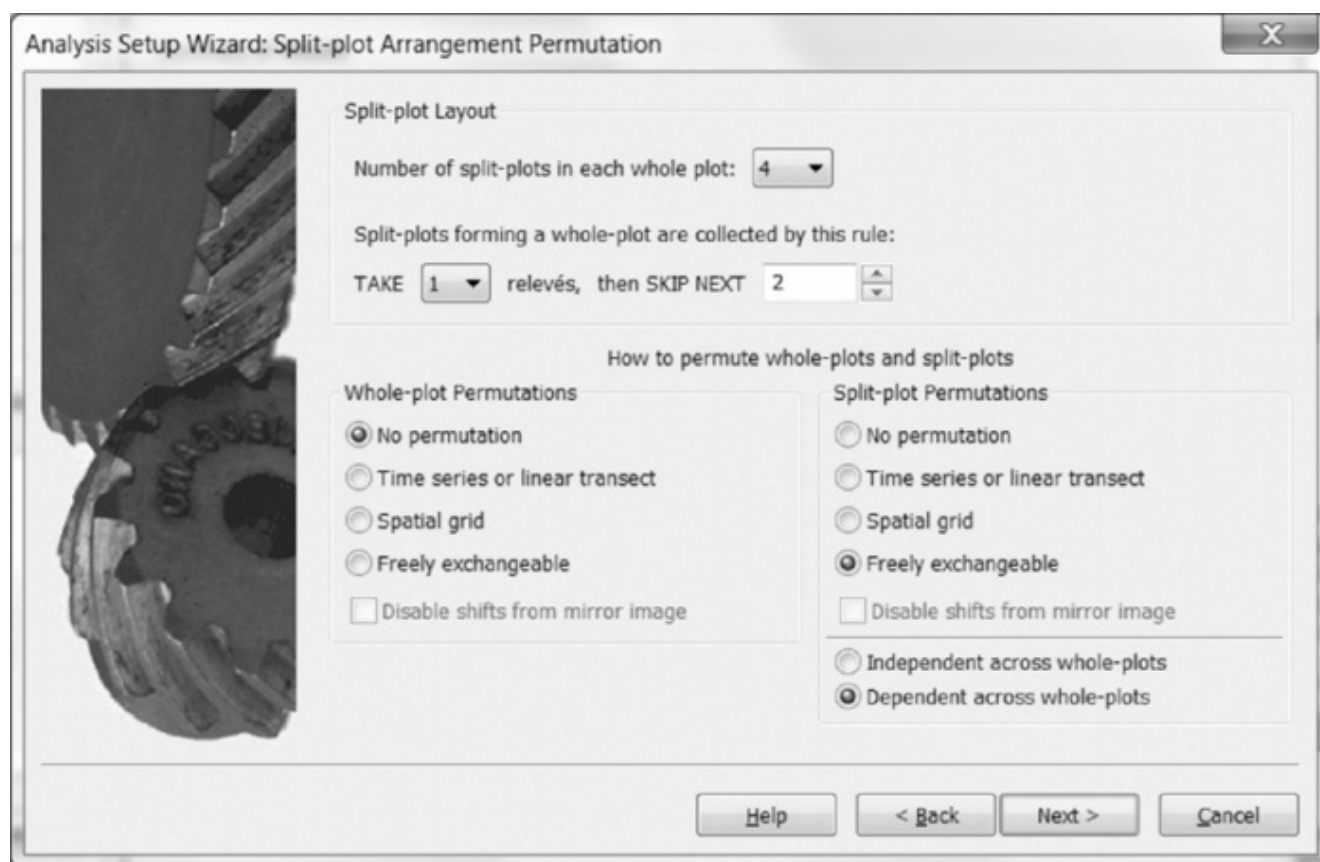 Analysis Setup Wizard: Split-plot Arrangement Permutation
Split-plot Layout
Number of split-plots in each whole plot: 4
Split-plots forming a whole-plot are collected by this rule:
TAKE 1 relevés, then SKIP NEXT 2
How to permute whole-plots and split-plots
Whole-plot Permutations
No permutation
Time series or linear transect
Spatial grid
Freely exchangeable
Disable shifts from mirror image
Split-plot Permutations
No permutation
Time series or linear transect
Spatial grid
Freely exchangeable
Disable shifts from mirror image
Independent across whole-plots
Dependent across whole-plots
Help
< Back
Next >
Cancel